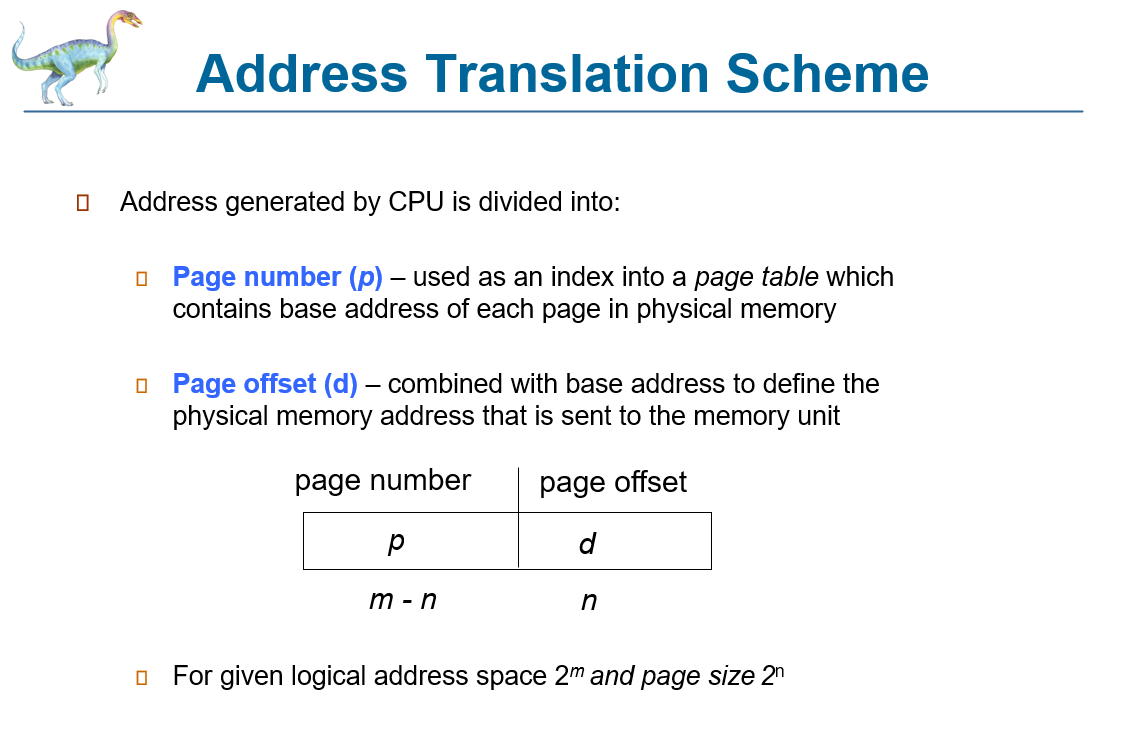 Address Translation Scheme
Address generated by CPU is divided into:
Page number (p) – used as an index into a page table which
contains base address of each page in physical memory
Page offset (d) – combined with base address to define the
physical memory address that is sent to the memory unit
page number page offset
p d
m - n n
For given logical address space 2ᵐ and page size 2ⁿ